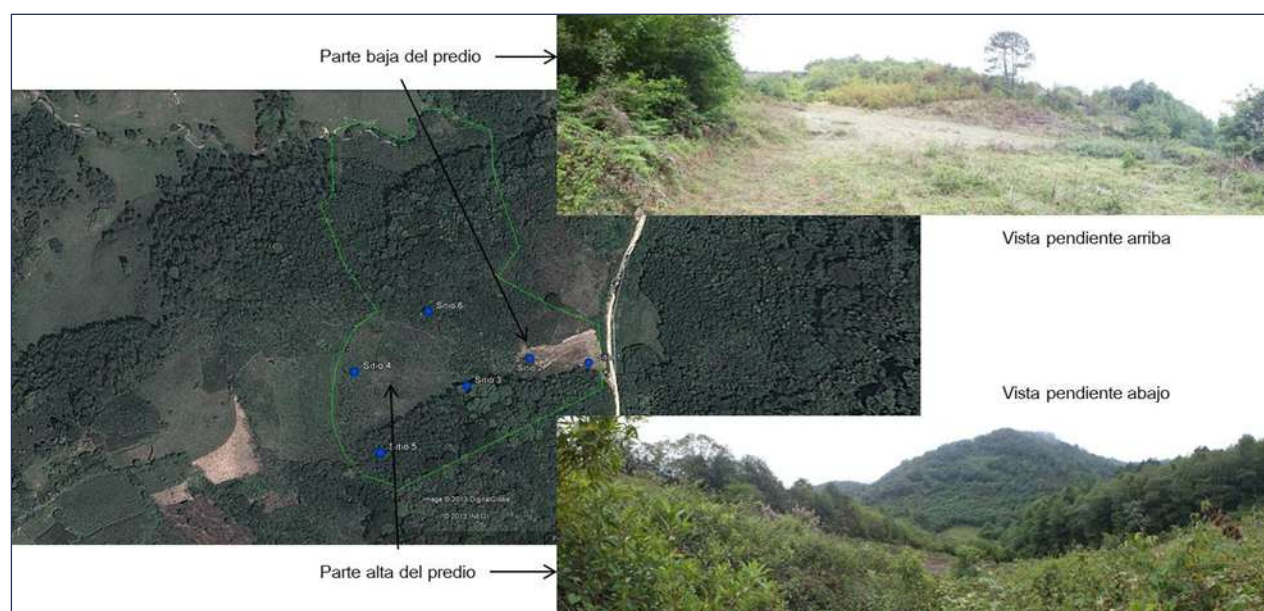 Parte baja del predio
Vista pendiente arriba
Sitio 6
Sitio 4
Sitio 3
Sitio 5
Vista pendiente abajo
Image © 2013 DigitalGlobe
© 2013 INEGI
Parte alta del predio